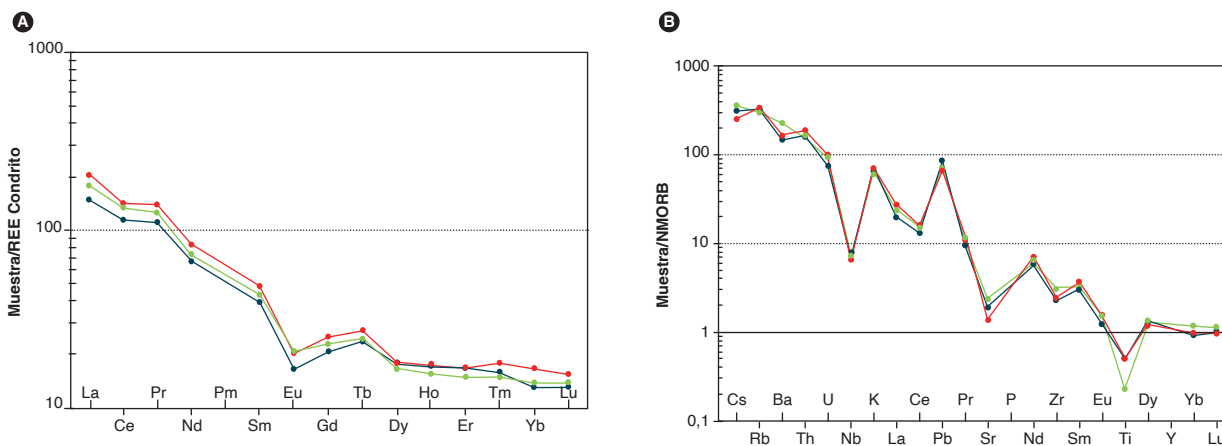 A
Muestra/REE Condrito
1000
100
10
La Pr Pm Sm Eu Tb Ho Tm Lu
Ce Nd Sm Gd Dy Er Yb
B
Muestra/NMORB
1000
100
10
1
0,1
Cs Ba U K Ce Pr P Zr Eu Dy Yb
Rb Th Nb La Pb Sr Nd Sm Ti Y Lu